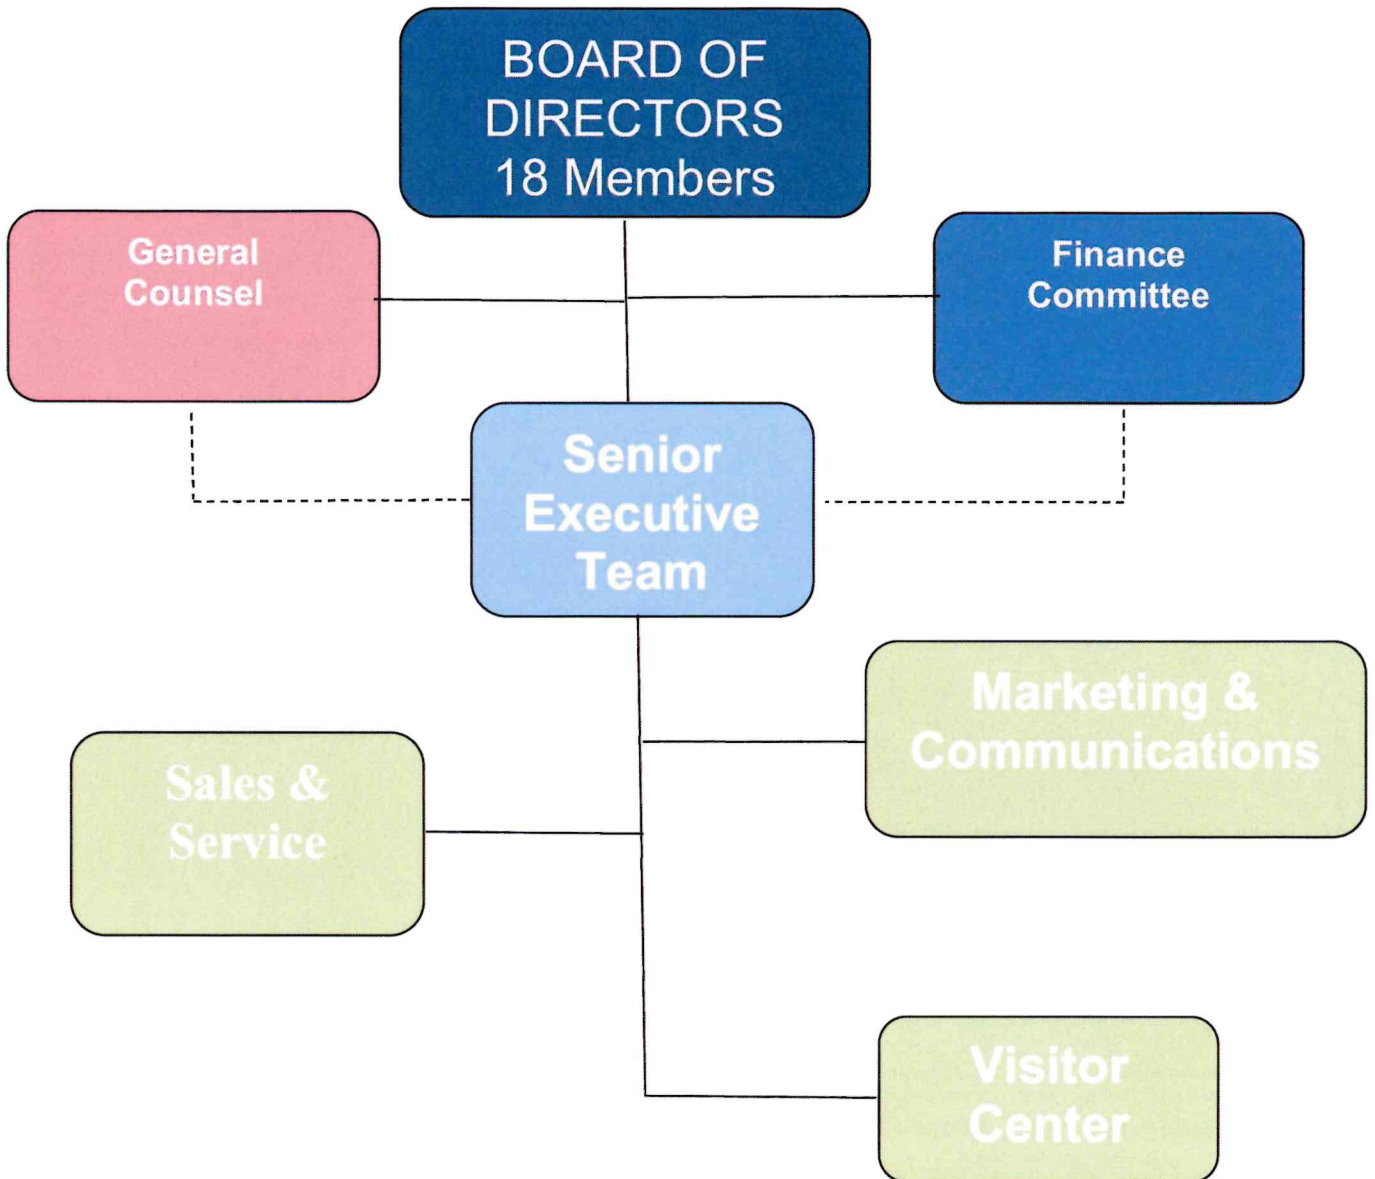 BOARD OF
DIRECTORS
18 Members
General
Counsel
Finance
Committee
Senior
Executive
Team
Marketing &
Communications
Sales &
Service
Visitor
Center